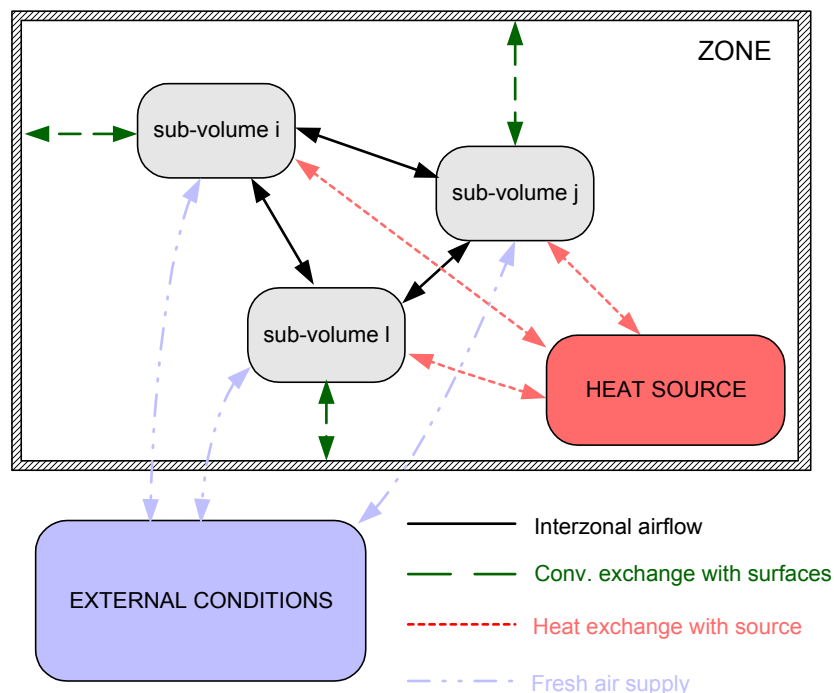 ZONE
sub-volume i
sub-volume j
sub-volume l
HEAT SOURCE
EXTERNAL CONDITIONS
Interzonal airflow
Conv. exchange with surfaces
Heat exchange with source
Fresh air supply